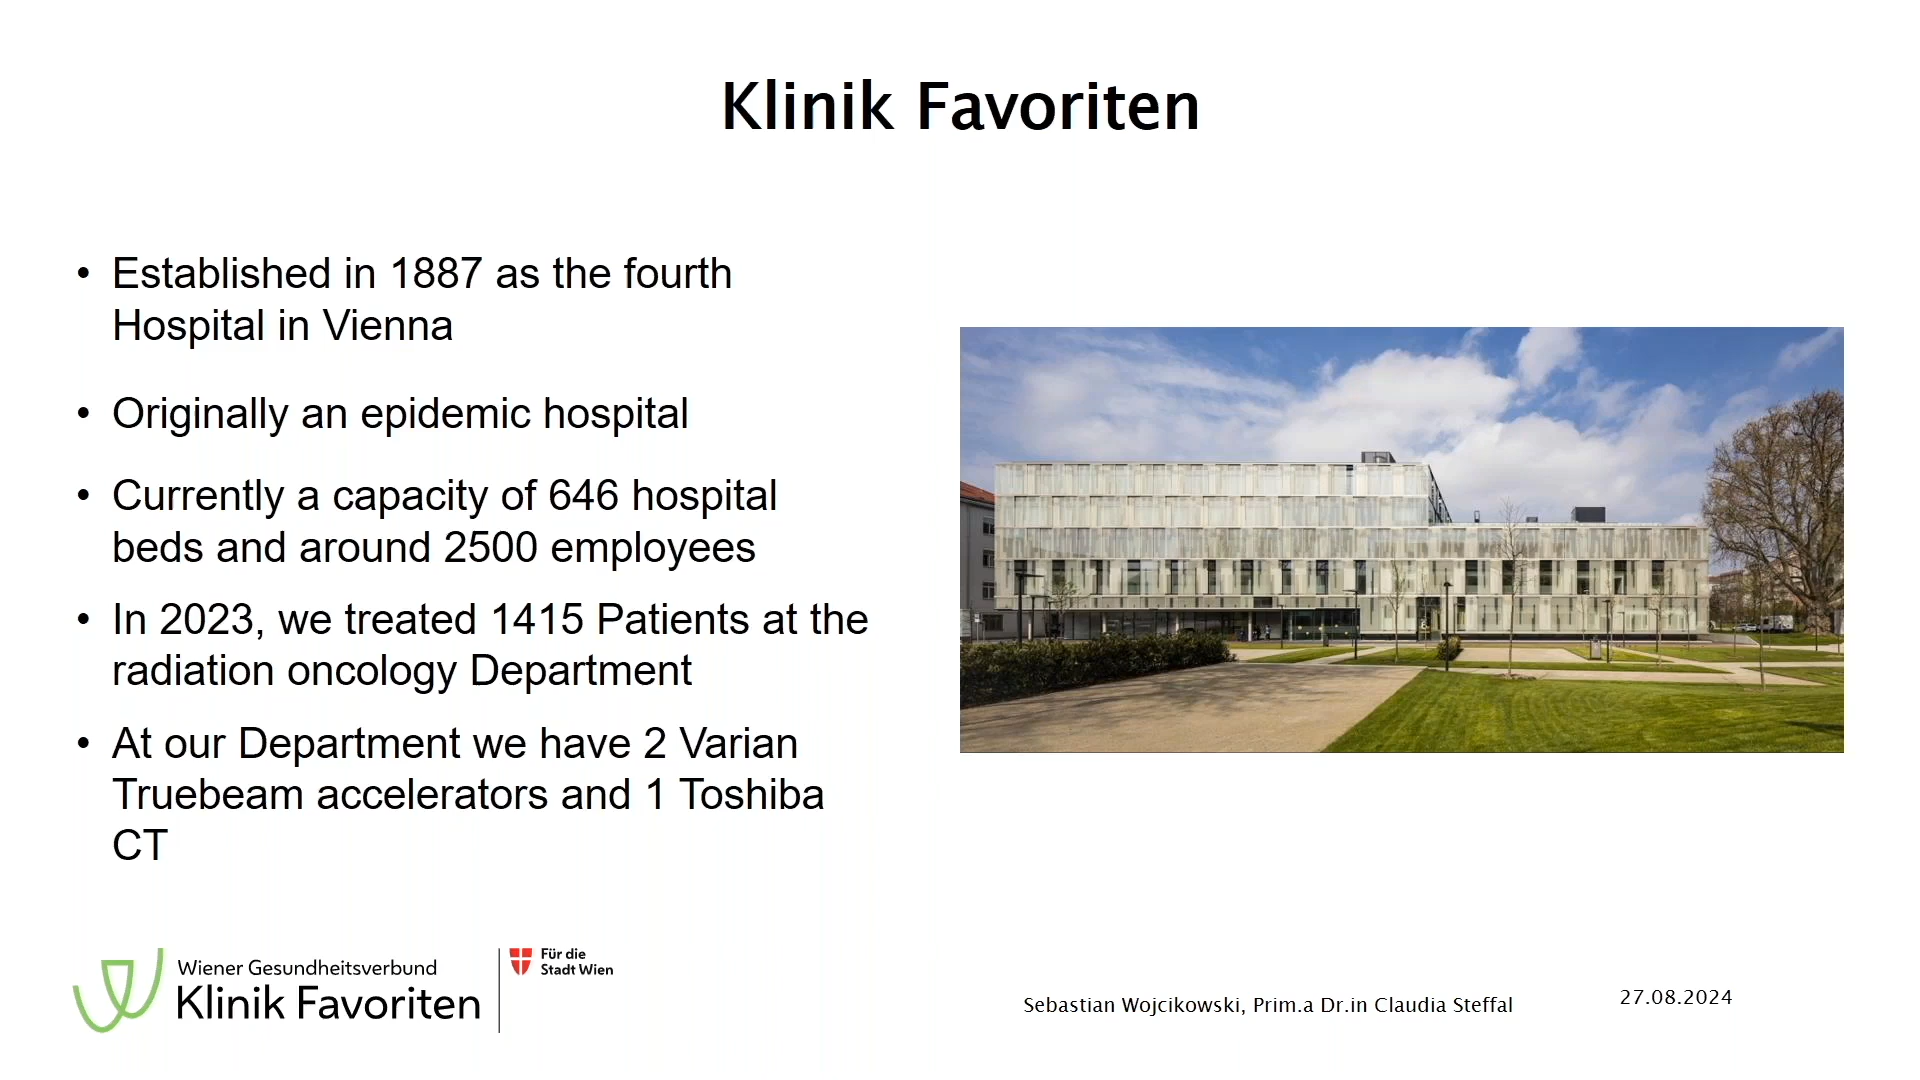 Klinik Favoriten
• Established in 1887 as the fourth
Hospital in Vienna
• Originally an epidemic hospital
• Currently a capacity of 646 hospital
beds and around 2500 employees
• In 2023, we treated 1415 Patients at the
radiation oncology Department
• At our Department we have 2 Varian
Truebeam accelerators and 1 Toshiba
CT
Wiener Gesundheitsverbund
Klinik Favoriten
Für die
Stadt Wien
Sebastian Wojcikowski, Prim.a Dr.in Claudia Steffal
27.08.2024